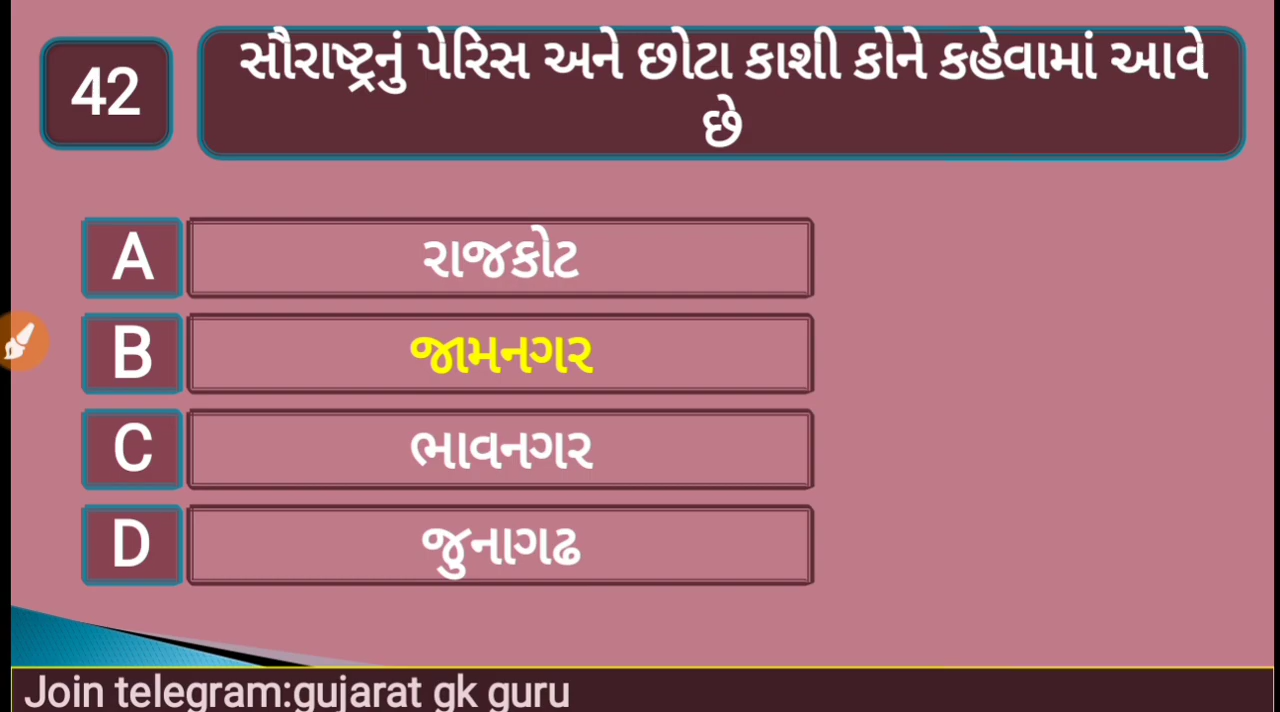 42
સૌરાષ્ટ્રનું પેરિસ અને છોટા કાશી કોને કહેવામાં આવે
છે
A
રાજકોટ
B
જામનગર
C
ભાવનગર
D
જુનાગઢ
Join telegram:gujarat gk guru